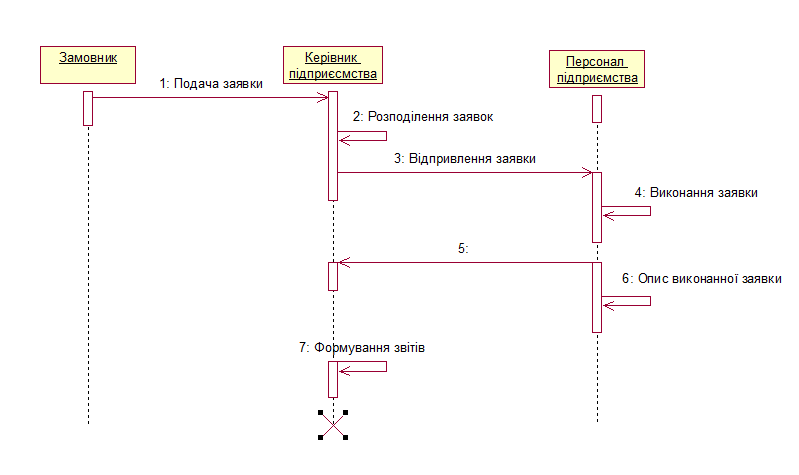 Замовник
Керівник
підприємства
Персонал
підприємства
1: Подача заявки
2: Розподілення заявок
3: Відпривлення заявки
4: Виконання заявки
5:
6: Опис виконанної заявки
7: Формування звітів